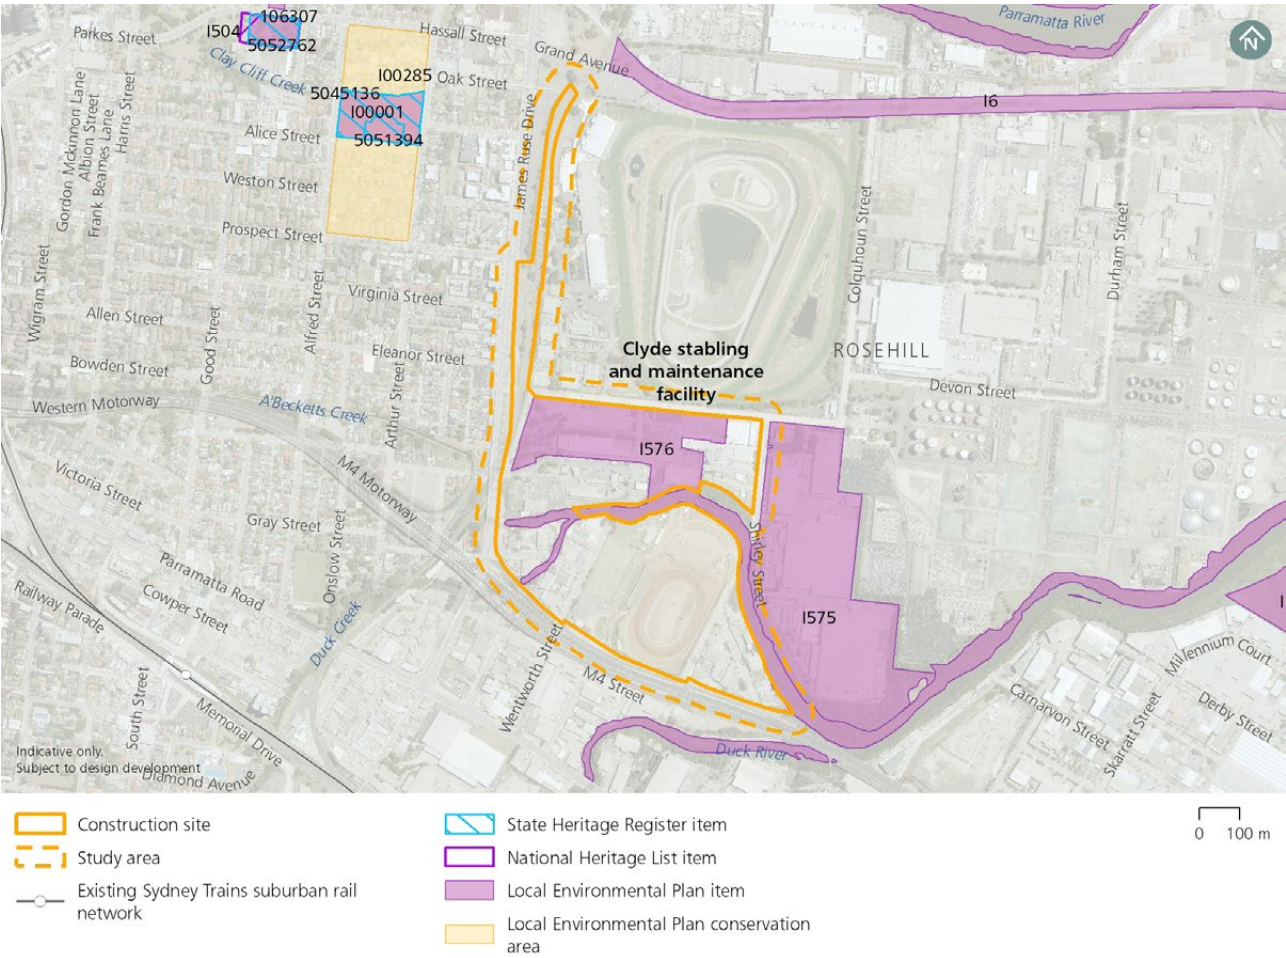 Parkes Street
I504
106307
5052762
Clay Cliff Creek
Hassall Street
Grand Avenue
Parramatta River
N
I00285
Oak Street
5045136
I00001
5051394
I6
Gordon Mckinnon Lane
Albion Street
Frank Beames Lane
Harris Street
Alice Street
Weston Street
Prospect Street
James Ruse Drive
Wigram Street
Allen Street
Bowden Street
Good Street
Alfred Street
Virginia Street
Eleanor Street
Arthur Street
Colquhoun Street
Durham Street
Clyde stabling
and maintenance
facility
ROSEHILL
Devon Street
Western Motorway
A'Becketts Creek
M4 Motorway
I576
Victoria Street
Gray Street
Onslow Street
Shirley Street
Parramatta Road
Cowper Street
Railway Parade
Duck Creek
I575
I
Wentworth Street
M4 Street
Millennium Court
Derby Street
Carnarvon Street
Skarratt Street
South Street
Memorial Drive
Duck River
Indicative only.
Subject to design development
Diamond Avenue
Construction site
Study area
Existing Sydney Trains suburban rail
network
State Heritage Register item
National Heritage List item
Local Environmental Plan item
Local Environmental Plan conservation
area
0 100 m